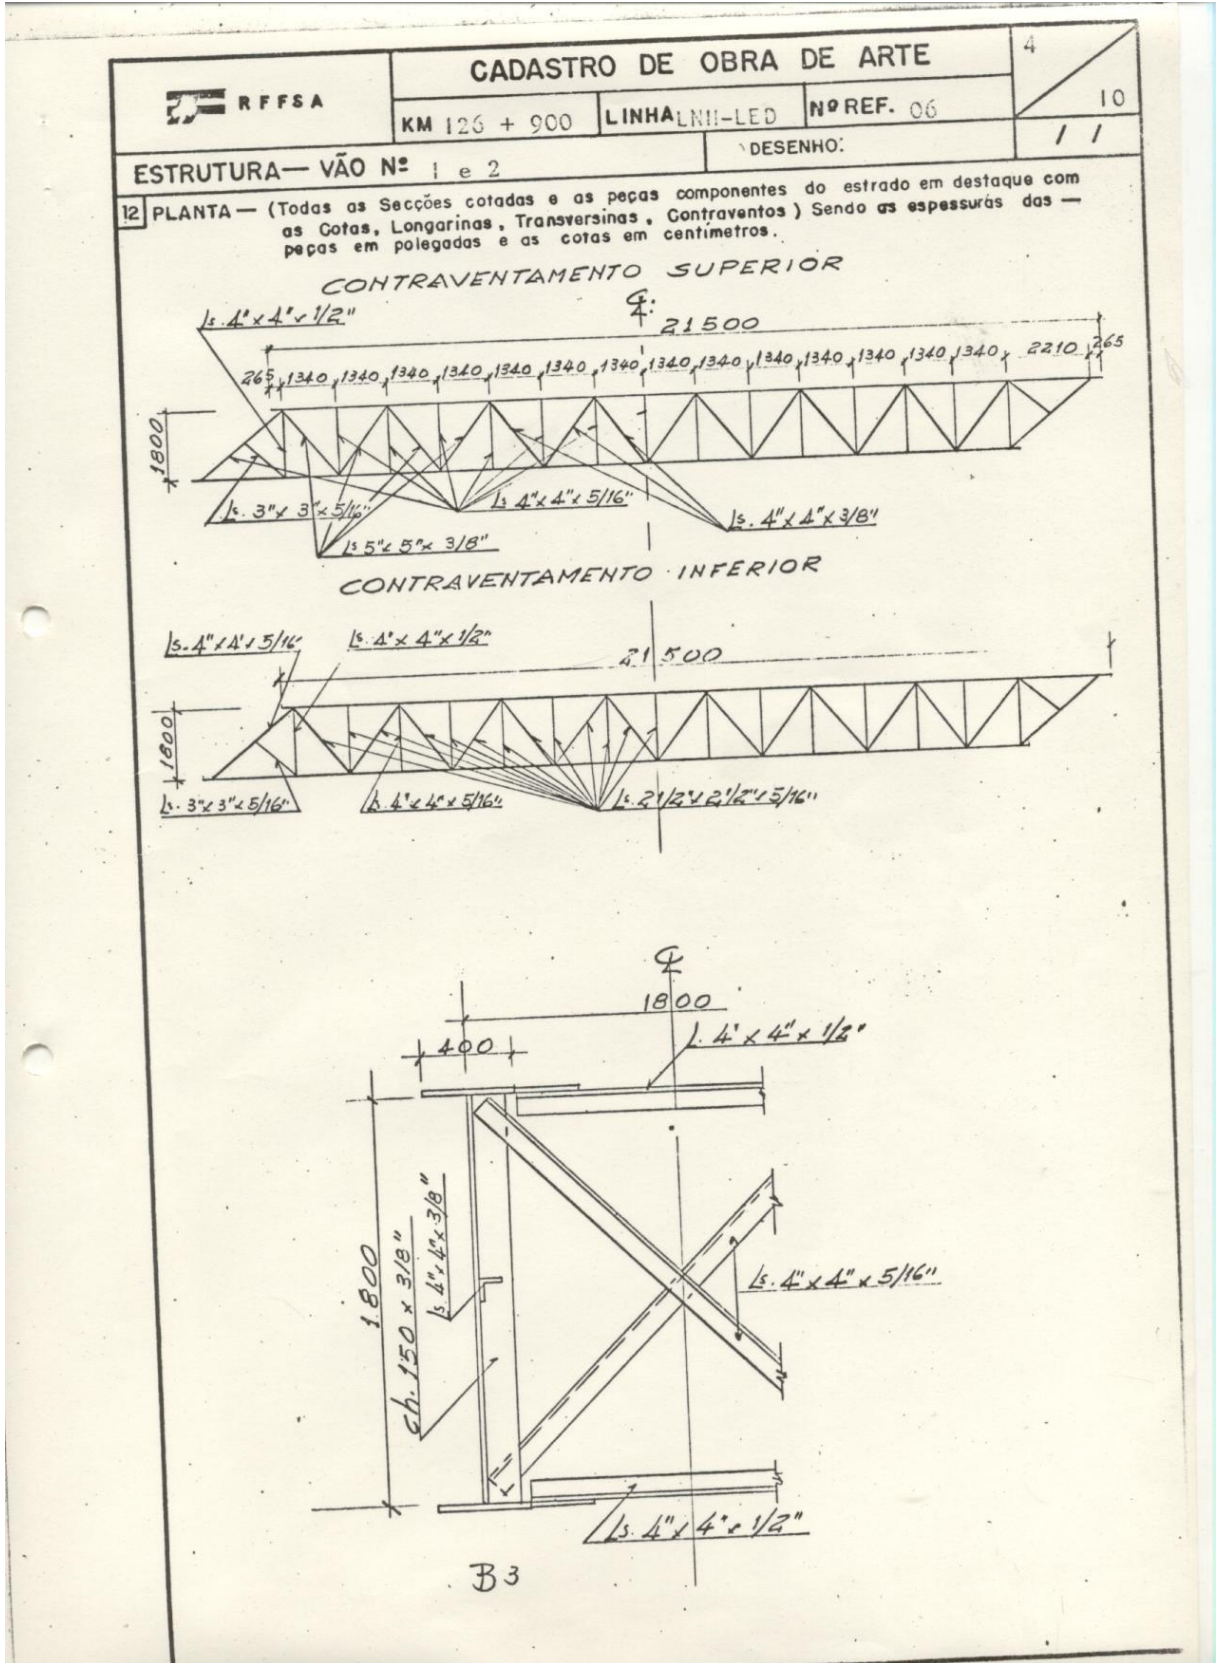 RFFSA
CADASTRO DE OBRA DE ARTE
4
10
KM 126 + 900
LINHA LNH-LED
Nº REF. 06
ESTRUTURA— VÃO Nº 1 e 2
DESENHO:
/ /
12 PLANTA — (Todas as Secções cotadas e as peças componentes do estrado em destaque com
as Cotas, Longarinas, Transversinas, Contraventos) Sendo as espessuras das —
peças em polegadas e as cotas em centímetros.
CONTRAVENTAMENTO SUPERIOR
Ls. 4" x 4" x 1/2"
21500
265 1340 1340 1340 1340 1340 1340 1340 1340 1340 1340 1340 1340 1340 1340 2210 265
1800
Ls. 3" x 3" x 5/16"
Ls. 4" x 4" x 5/16"
Ls. 4" x 4" x 3/8"
Ls 5" x 5" x 3/8"
CONTRAVENTAMENTO INFERIOR
Ls. 4" x 4" x 5/16"
Ls. 4" x 4" x 1/2"
21500
1800
Ls. 3" x 3" x 5/16"
Ls. 4" x 4" x 5/16"
Ls. 2 1/2" x 2 1/2" x 5/16"
1800
400
L. 4" x 4" x 1/2"
1.800
ch. 150 x 3/8"
Ls. 4" x 4" x 3/8"
Ls. 4" x 4" x 5/16"
Ls. 4" x 4" x 1/2"
B3